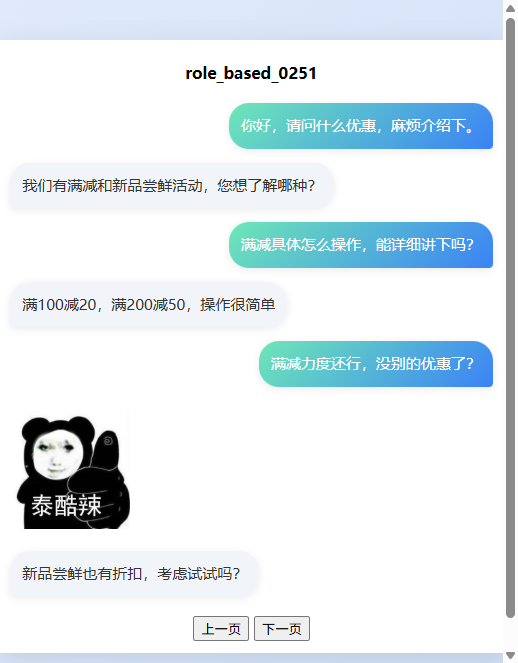 role_based_0251
你好，请问什么优惠，麻烦介绍下。
我们有满减和新品尝鲜活动，您想了解哪种？
满减具体怎么操作，能详细讲下吗？
满100减20，满200减50，操作很简单
满减力度还行，没别的优惠了？
泰酷辣
新品尝鲜也有折扣，考虑试试吗？
上一页 下一页